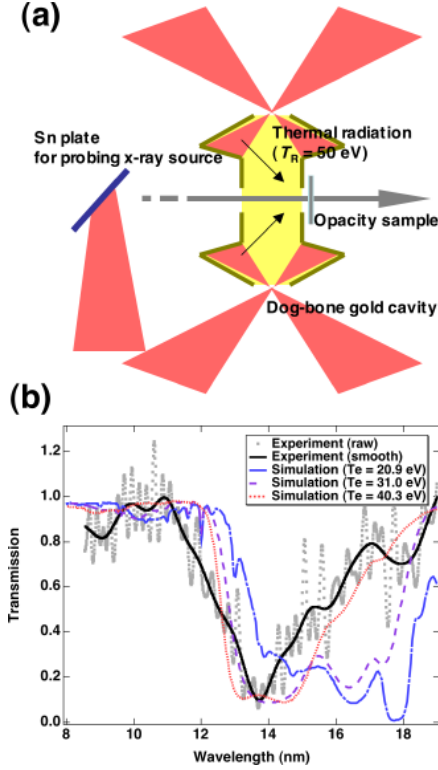 (a)
Sn plate
for probing x-ray source
Thermal radiation
(T_R = 50 eV)
Opacity sample
Dog-bone gold cavity
(b)
Experiment (raw)
Experiment (smooth)
Simulation (Te = 20.9 eV)
Simulation (Te = 31.0 eV)
Simulation (Te = 40.3 eV)
Transmission
1.2
1.0
0.8
0.6
0.4
0.2
0.0
8 10 12 14 16 18
Wavelength (nm)